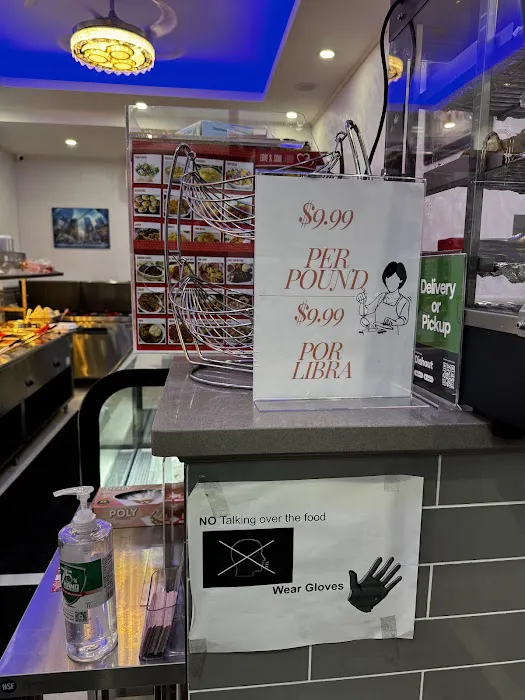 $9.99
PER
POUND
$9.99
POR
LIBRA
Delivery
or
Pickup
NO Talking over the food
Wear Gloves
POLY
NSF